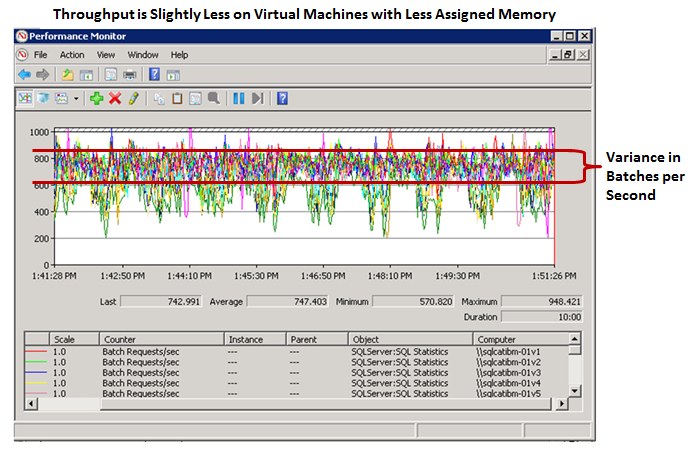 Throughput is Slightly Less on Virtual Machines with Less Assigned Memory
Performance Monitor
File Action View Window Help
1000
800
600
400
200
0
Variance in
Batches per
Second
1:41:28 PM 1:42:50 PM 1:44:10 PM 1:45:30 PM 1:46:50 PM 1:48:10 PM 1:49:30 PM 1:51:26 PM
Last 742.991 Average 747.403 Minimum 570.820 Maximum 948.421
Duration 10:00
Scale Counter Instance Parent Object Computer
1.0 Batch Requests/sec --- --- SQLServer:SQL Statistics \\sqlcatibm-01v1
1.0 Batch Requests/sec --- --- SQLServer:SQL Statistics \\sqlcatibm-01v2
1.0 Batch Requests/sec --- --- SQLServer:SQL Statistics \\sqlcatibm-01v3
1.0 Batch Requests/sec --- --- SQLServer:SQL Statistics \\sqlcatibm-01v4
1.0 Batch Requests/sec --- --- SQLServer:SQL Statistics \\sqlcatibm-01v5